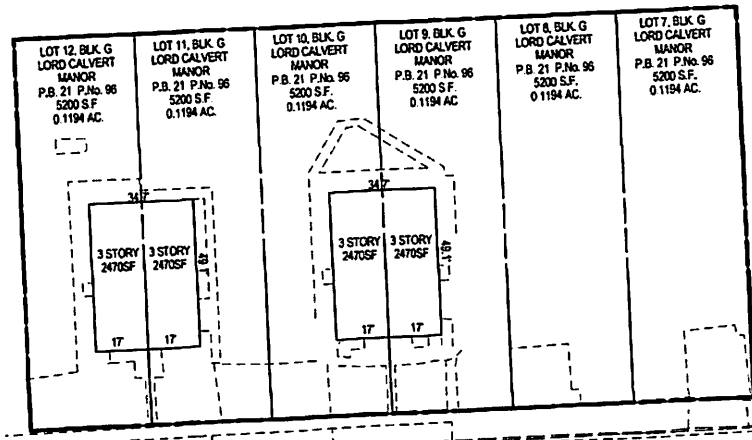 LOT 12, BLK. G
LORD CALVERT
MANOR
P.B. 21 P.No. 96
5200 S.F.
0.1194 AC.
LOT 11, BLK. G
LORD CALVERT
MANOR
P.B. 21 P.No. 96
5200 S.F.
0.1194 AC.
LOT 10, BLK. G
LORD CALVERT
MANOR
P.B. 21 P.No. 96
5200 S.F.
0.1194 AC.
LOT 9, BLK. G
LORD CALVERT
MANOR
P.B. 21 P.No. 96
5200 S.F.
0.1194 AC.
LOT 8, BLK. G
LORD CALVERT
MANOR
P.B. 21 P.No. 96
5200 S.F.
0.1194 AC.
LOT 7, BLK. G
LORD CALVERT
MANOR
P.B. 21 P.No. 96
5200 S.F.
0.1194 AC.
34.7'
3 STORY
2470SF
3 STORY
2470SF
49.1'
17'
17'
34.7'
3 STORY
2470SF
3 STORY
2470SF
49.1'
17'
17'